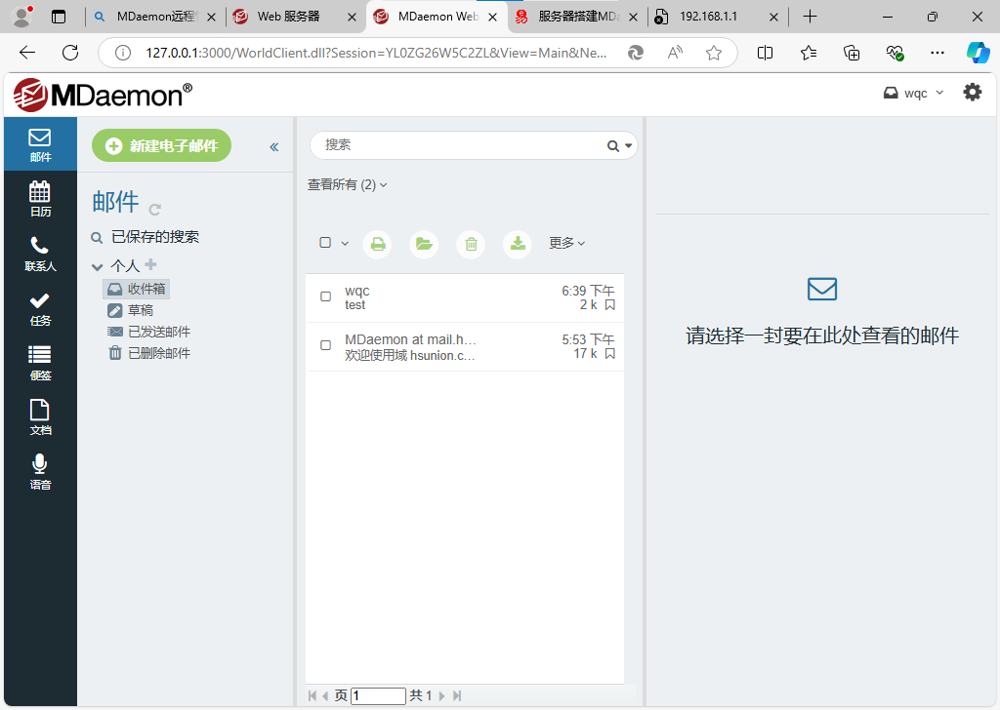 MDaemon远程
Web 服务器
MDaemon Web
服务器搭建MDa
192.168.1.1
127.0.0.1:3000/WorldClient.dll?Session=YL0ZG26W5C2ZL&View=Main&Ne...
MDaemon®
wqc
邮件
日历
联系人
任务
便签
文档
语音
新建电子邮件
«
邮件
已保存的搜索
个人
收件箱
草稿
已发送邮件
已删除邮件
搜索
查看所有 (2)
更多
wqc 6:39 下午
test 2 k
MDaemon at mail.h… 5:53 下午
欢迎使用域 hsunion.c… 17 k
页 1 共 1
请选择一封要在此处查看的邮件